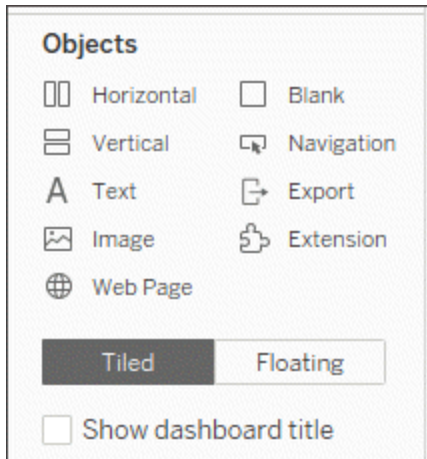 Objects
Horizontal Blank
Vertical Navigation
Text Export
Image Extension
Web Page
Tiled Floating
Show dashboard title